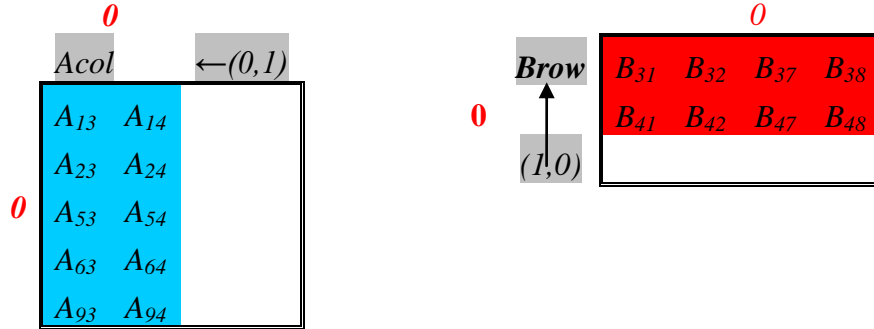 0
Acol ←(0,1)
A13 A14
A23 A24
0
A53 A54
A63 A64
A93 A94
0
Brow
B31 B32 B37 B38
0
B41 B42 B47 B48
(1,0)